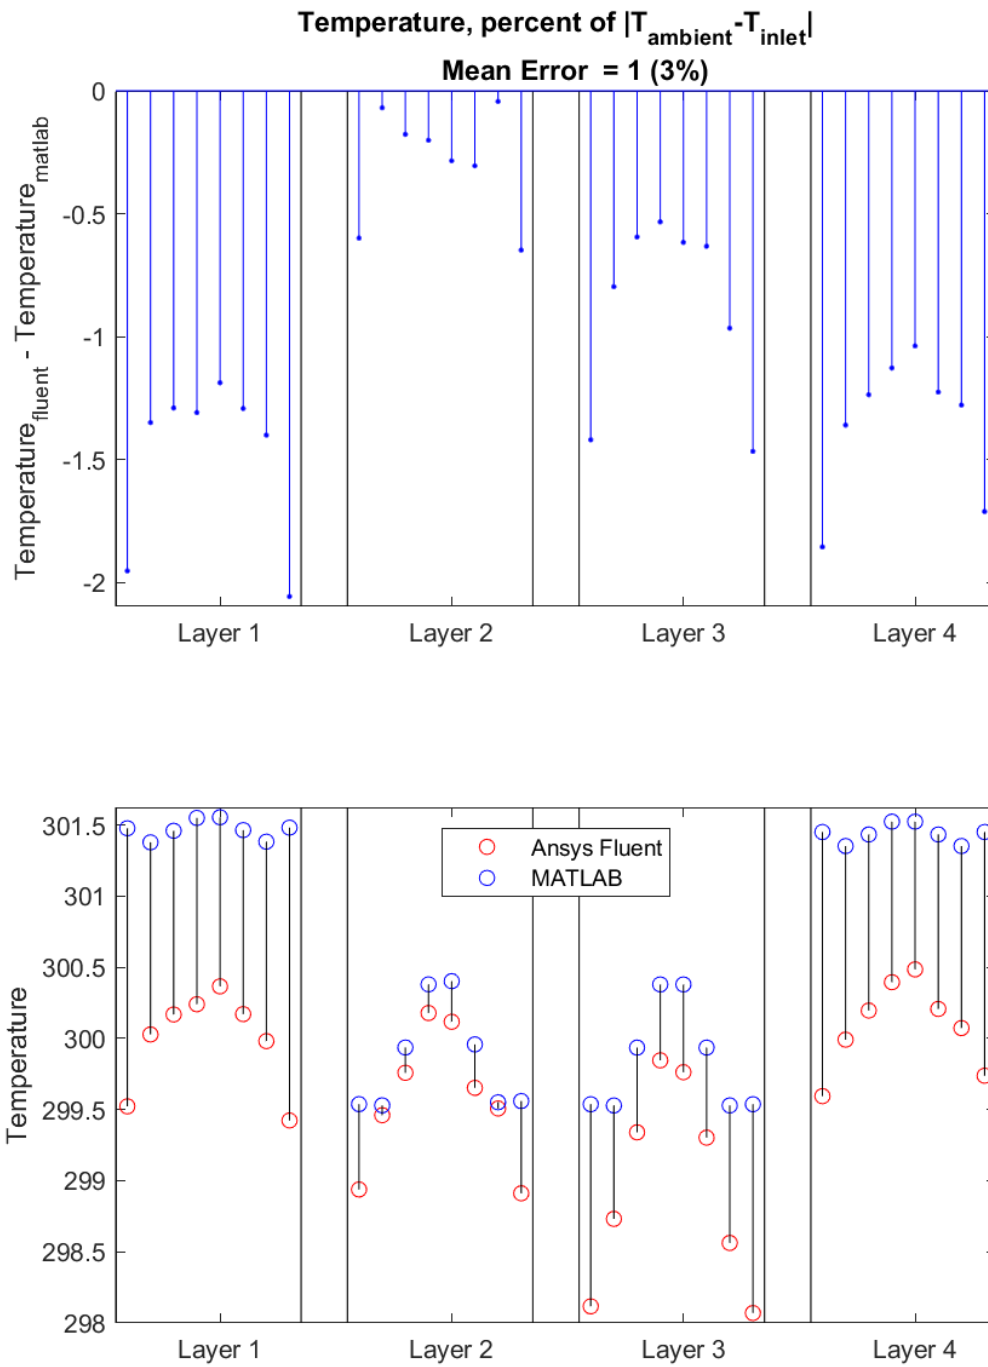 Temperature, percent of |T_ambient-T_inlet|
Mean Error = 1 (3%)
Temperature_fluent - Temperature_matlab
0
-0.5
-1
-1.5
-2
Layer 1 Layer 2 Layer 3 Layer 4
Temperature
301.5
301
300.5
300
299.5
299
298.5
298
Ansys Fluent
MATLAB
Layer 1 Layer 2 Layer 3 Layer 4